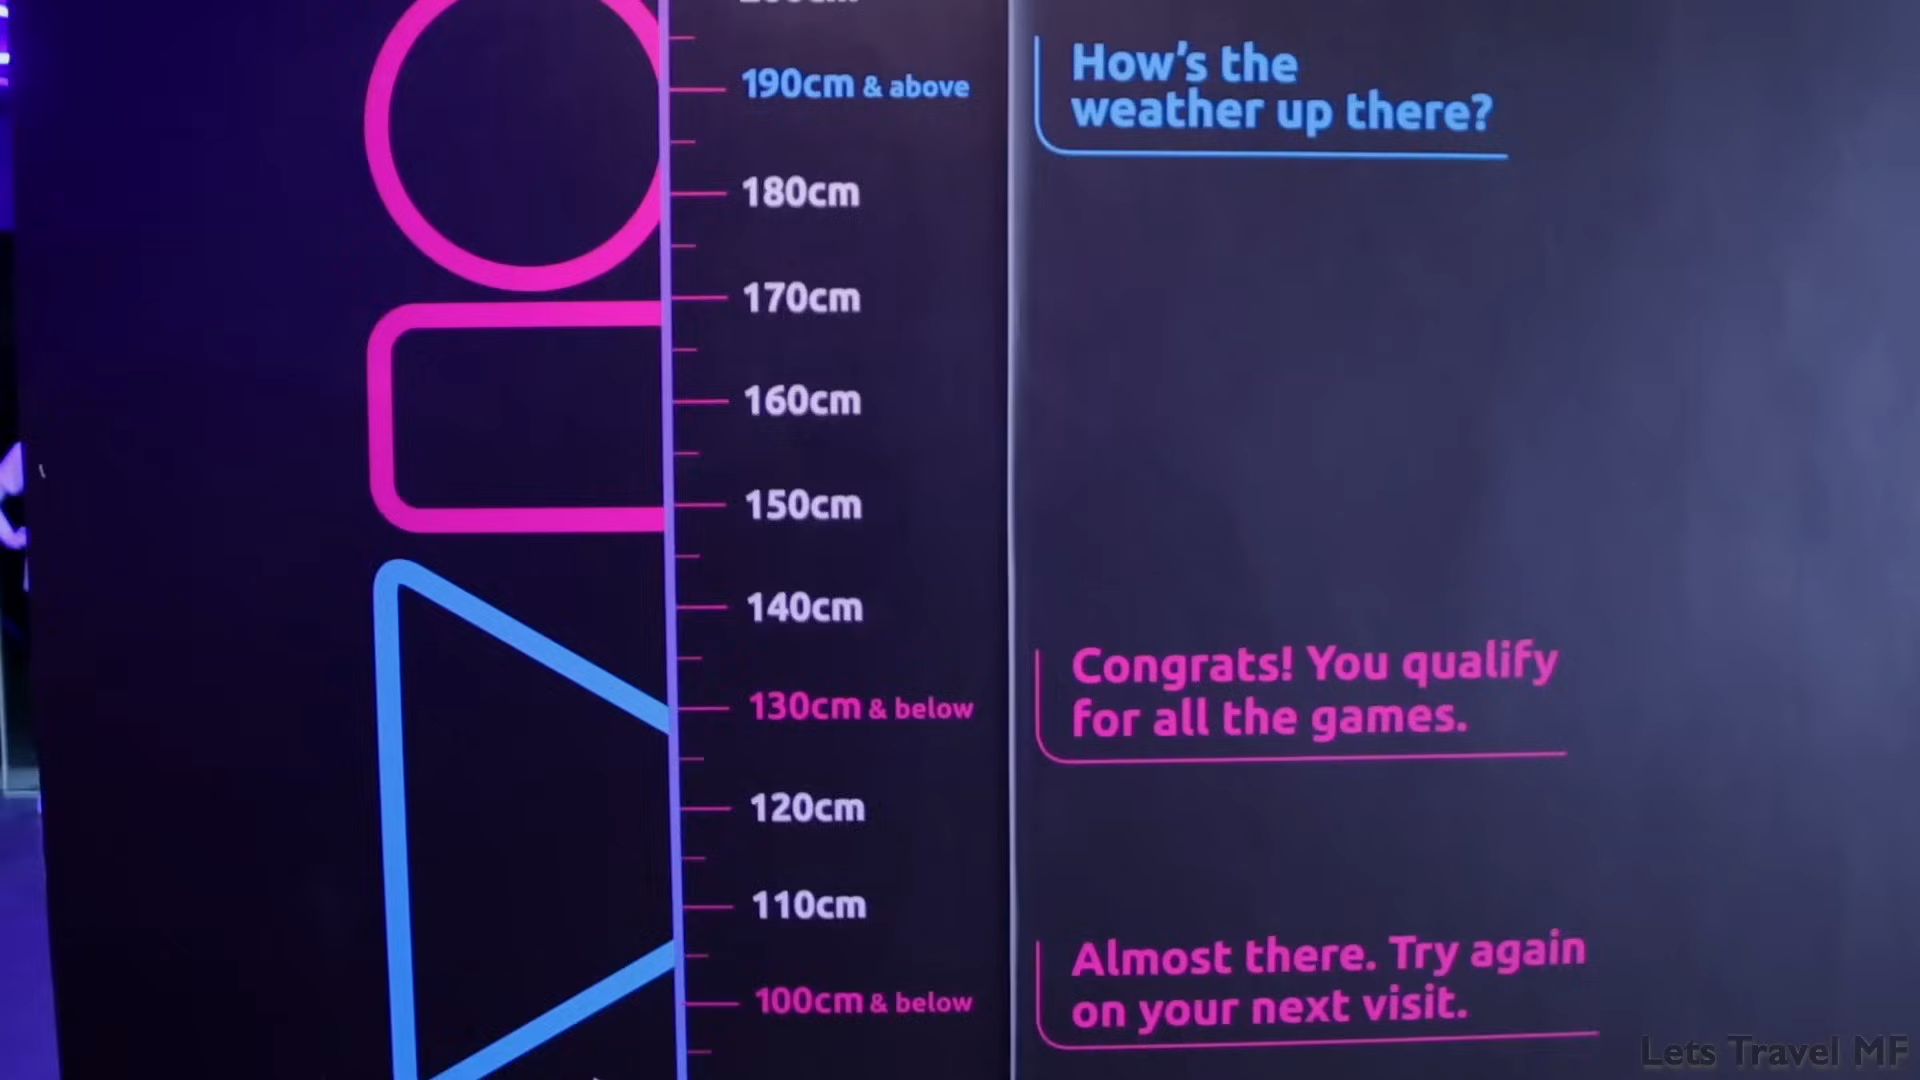 190cm & above
How's the
weather up there?
180cm
170cm
160cm
150cm
140cm
130cm & below
Congrats! You qualify
for all the games.
120cm
110cm
100cm & below
Almost there. Try again
on your next visit.
Lets Travel MF